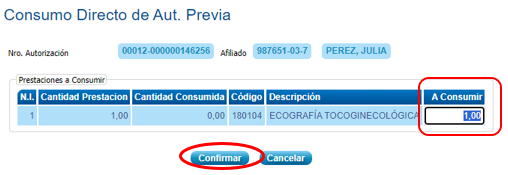 Consumo Directo de Aut. Previa
Nro. Autorización 00012-000000146256 Afiliado 987651-03-7 PEREZ, JULIA
Prestaciones a Consumir
N.I. Cantidad Prestacion Cantidad Consumida Código Descripción A Consumir
1 1,00 0,00 180104 ECOGRAFÍA TOCOGINECOLÓGICA 1,00
Confirmar Cancelar